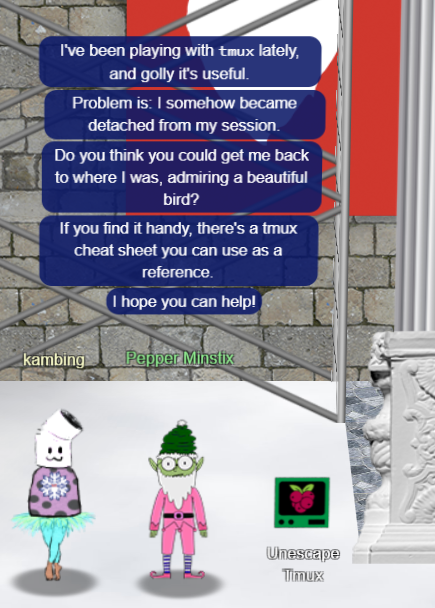 I've been playing with tmux lately,
and golly it's useful.
Problem is: I somehow became
detached from my session.
Do you think you could get me back
to where I was, admiring a beautiful
bird?
If you find it handy, there's a tmux
cheat sheet you can use as a
reference.
I hope you can help!
kambing
Pepper Minstix
Unescape
Tmux